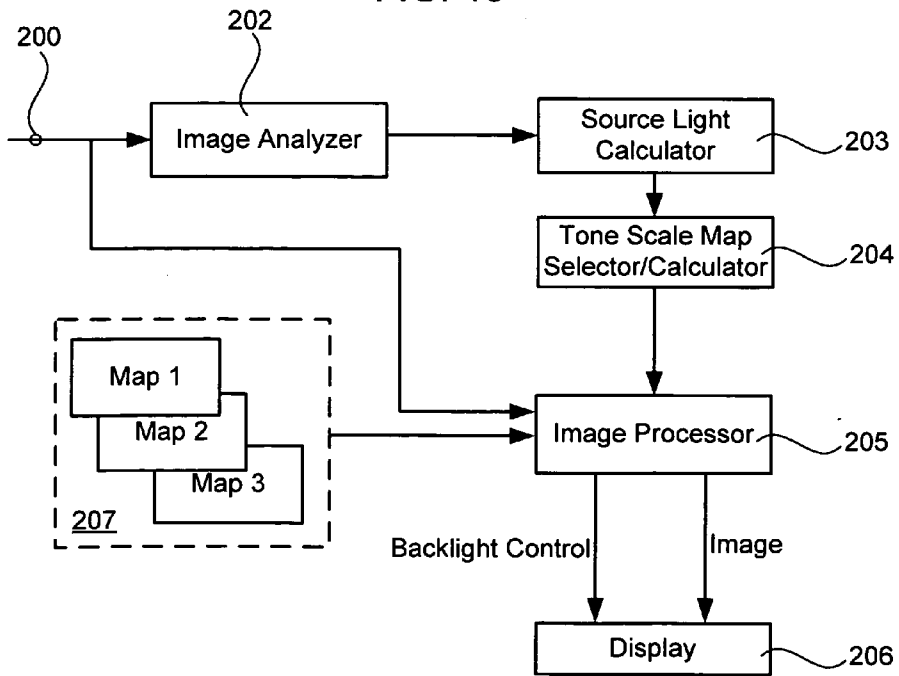 200
202
Image Analyzer
Source Light
Calculator
203
Tone Scale Map
Selector/Calculator
204
Map 1
Map 2
Map 3
207
Image Processor
205
Backlight Control
Image
Display
206